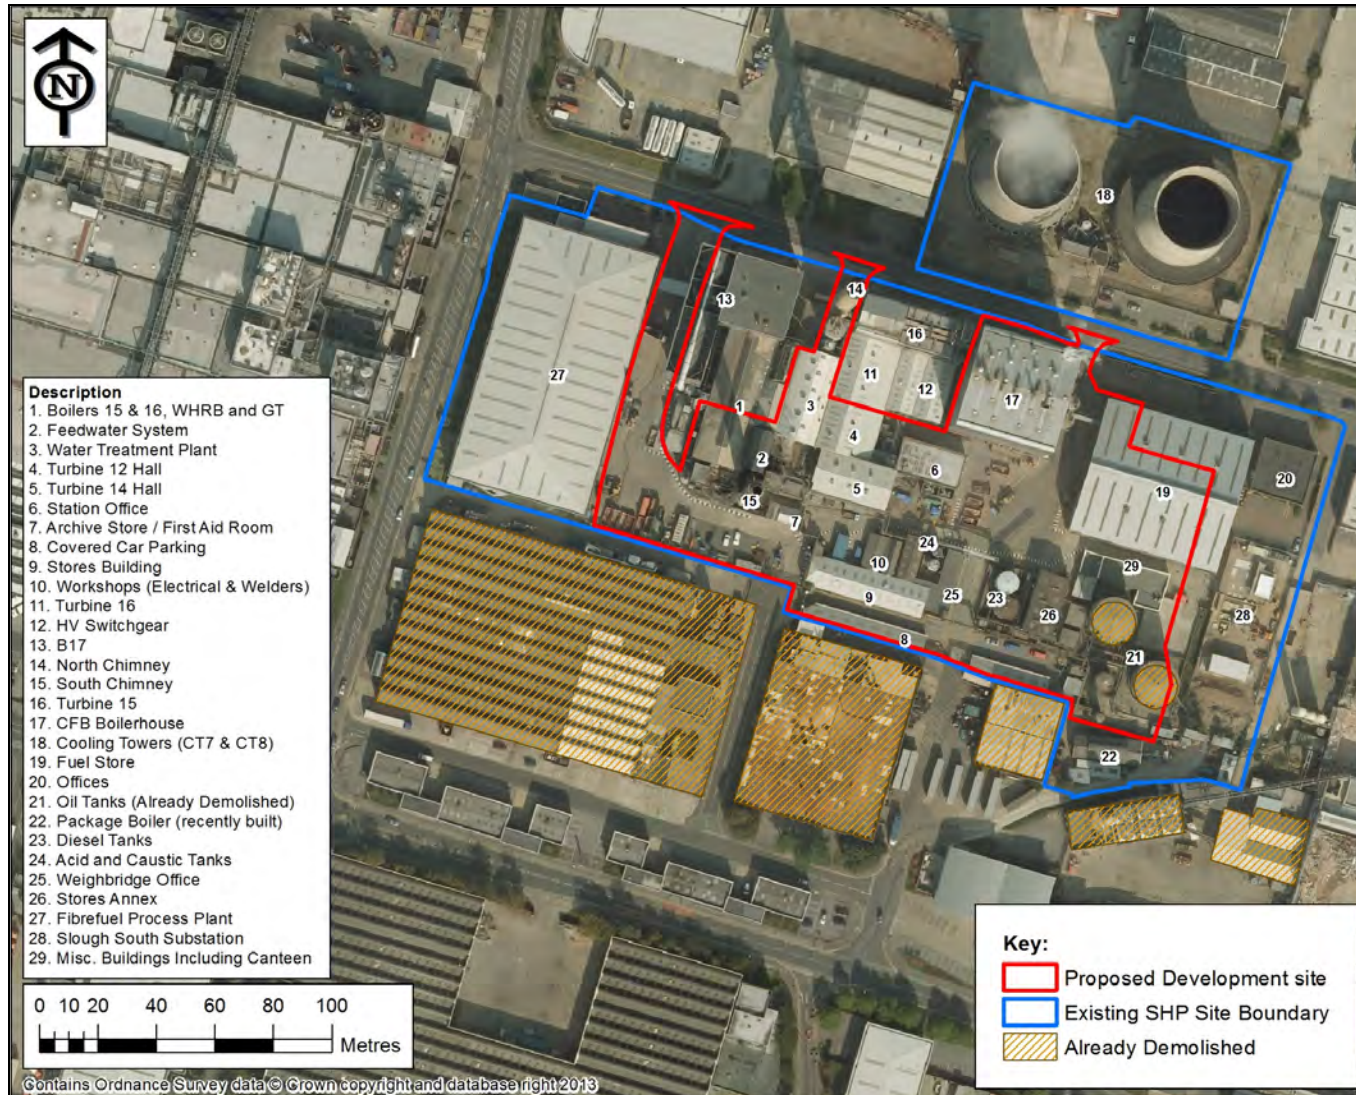 N
18
13
14
16
11
12
17
27
1
3
4
2
6
5
15
7
19
20
24
10
29
9
25
23
26
28
8
21
22
Description
1. Boilers 15 & 16, WHRB and GT
2. Feedwater System
3. Water Treatment Plant
4. Turbine 12 Hall
5. Turbine 14 Hall
6. Station Office
7. Archive Store / First Aid Room
8. Covered Car Parking
9. Stores Building
10. Workshops (Electrical & Welders)
11. Turbine 16
12. HV Switchgear
13. B17
14. North Chimney
15. South Chimney
16. Turbine 15
17. CFB Boilerhouse
18. Cooling Towers (CT7 & CT8)
19. Fuel Store
20. Offices
21. Oil Tanks (Already Demolished)
22. Package Boiler (recently built)
23. Diesel Tanks
24. Acid and Caustic Tanks
25. Weighbridge Office
26. Stores Annex
27. Fibrefuel Process Plant
28. Slough South Substation
29. Misc. Buildings Including Canteen
0 10 20 40 60 80 100
Metres
Contains Ordnance Survey data © Crown copyright and database right 2013
Key:
Proposed Development site
Existing SHP Site Boundary
Already Demolished